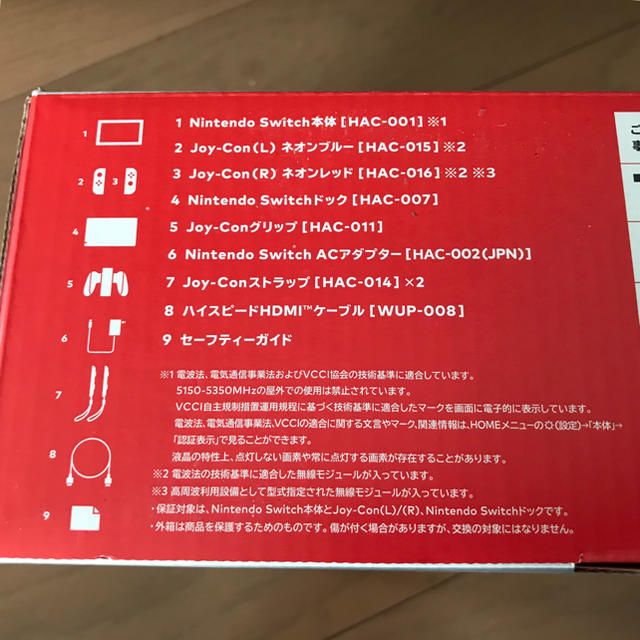 1 Nintendo Switch本体 [HAC-001] ※1
2 Joy-Con(L) ネオンブルー [HAC-015] ※2
3 Joy-Con(R) ネオンレッド [HAC-016] ※2 ※3
4 Nintendo Switchドック [HAC-007]
5 Joy-Conグリップ [HAC-011]
6 Nintendo Switch ACアダプター [HAC-002(JPN)]
7 Joy-Conストラップ [HAC-014] ×2
8 ハイスピードHDMI™ケーブル [WUP-008]
9 セーフティーガイド
1
2
3
4
5
6
7
8
9
※1 電波法、電気通信事業法およびVCCI協会の技術基準に適合しています。
5150-5350MHzの屋外での使用は禁止されています。
VCCI自主規制措置運用規程に基づく技術基準に適合したマークを画面に電子的に表示しています。
電波法、電気通信事業法、VCCIの適合に関する文言やマーク、関連情報は、HOMEメニューの(設定)→「本体」→
「認証表示」で見ることができます。
液晶の特性上、点灯しない画素や常に点灯する画素が存在することがあります。
※2 電波法の技術基準に適合した無線モジュールが入っています。
※3 高周波利用設備として型式指定された無線モジュールが入っています。
・保証対象は、Nintendo Switch本体とJoy-Con(L)/(R)、Nintendo Switchドックです。
・外箱は商品を保護するためのものです。傷が付く場合がありますが、交換の対象にはなりません。